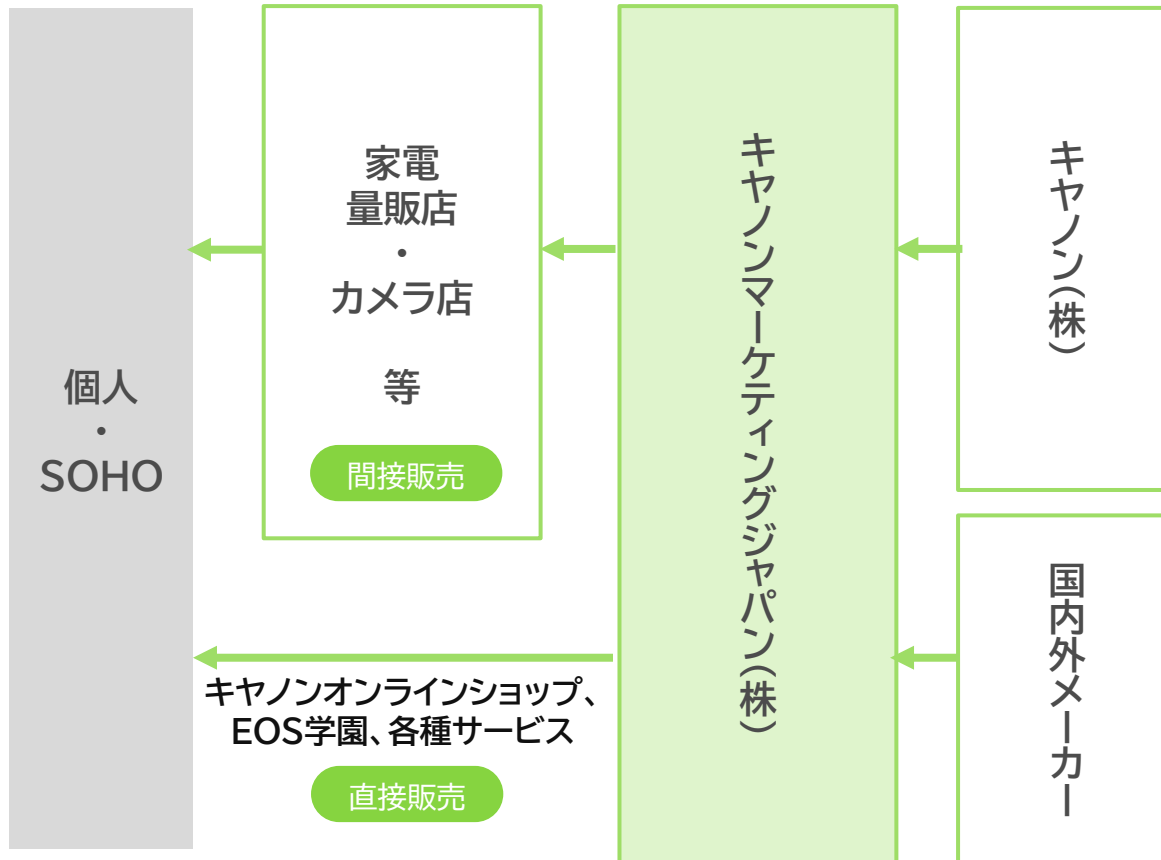 個人
・
SOHO
家電
量販店
・
カメラ店
等
間接販売
キヤノンオンラインショップ、
EOS学園、各種サービス
直接販売
キヤノンマーケティングジャパン(株)
キヤノン(株)
国内外メーカー